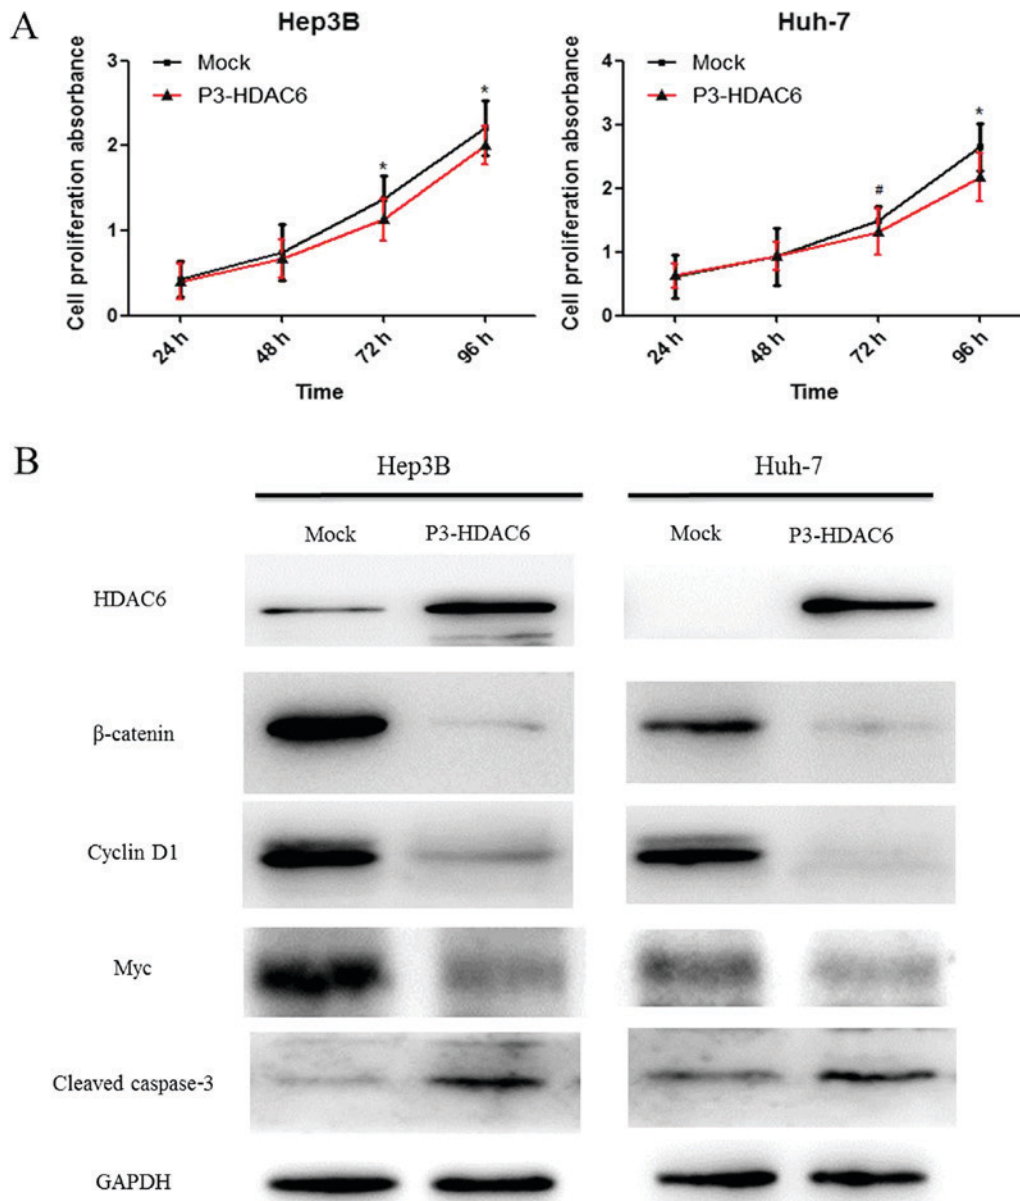 A
Hep3B
Cell proliferation absorbance
3
2
1
0
Mock
P3-HDAC6
*
*
24 h
48 h
72 h
96 h
Time
Huh-7
Cell proliferation absorbance
4
3
2
1
0
Mock
P3-HDAC6
#
*
24 h
48 h
72 h
96 h
Time
B
Hep3B
Huh-7
Mock
P3-HDAC6
Mock
P3-HDAC6
HDAC6
β-catenin
Cyclin D1
Myc
Cleaved caspase-3
GAPDH